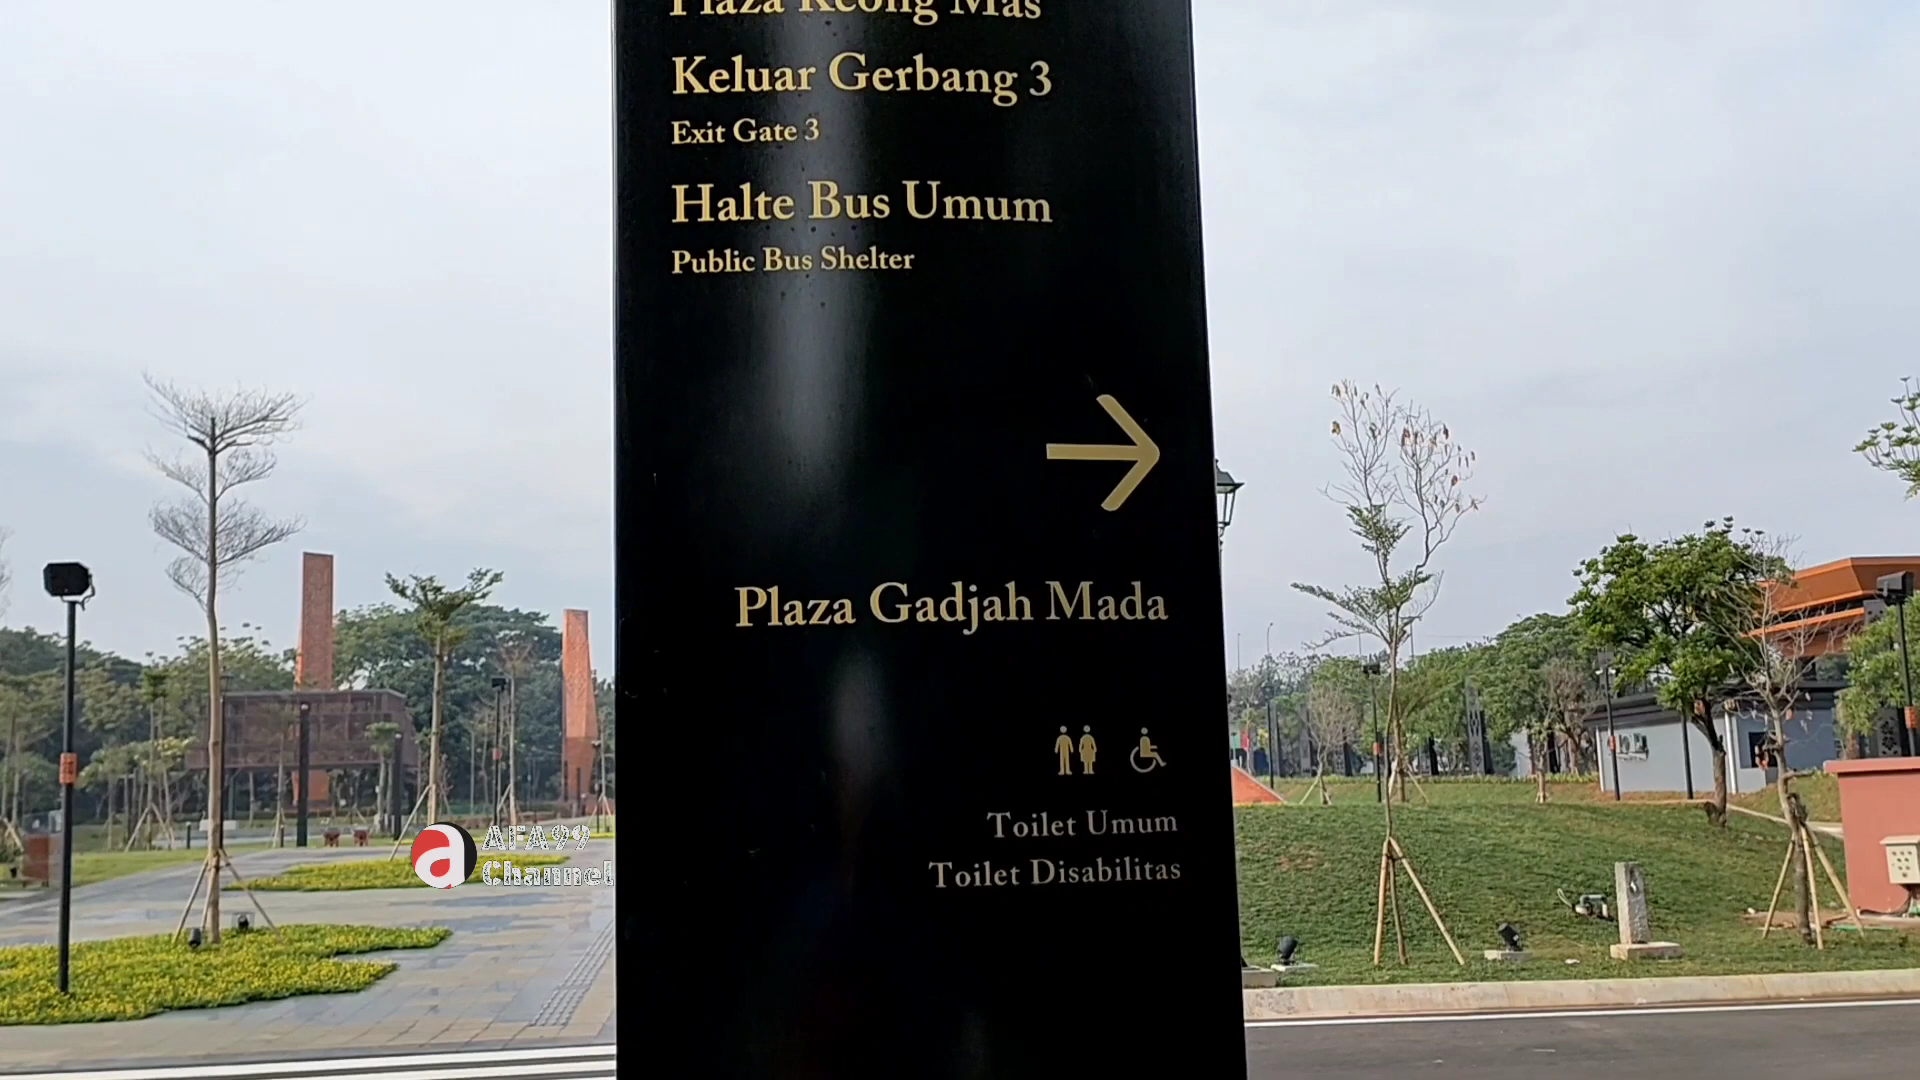 Plaza Keong Mas
Keluar Gerbang 3
Exit Gate 3
Halte Bus Umum
Public Bus Shelter
Plaza Gadjah Mada
Toilet Umum
Toilet Disabilitas
AFA99
Channel